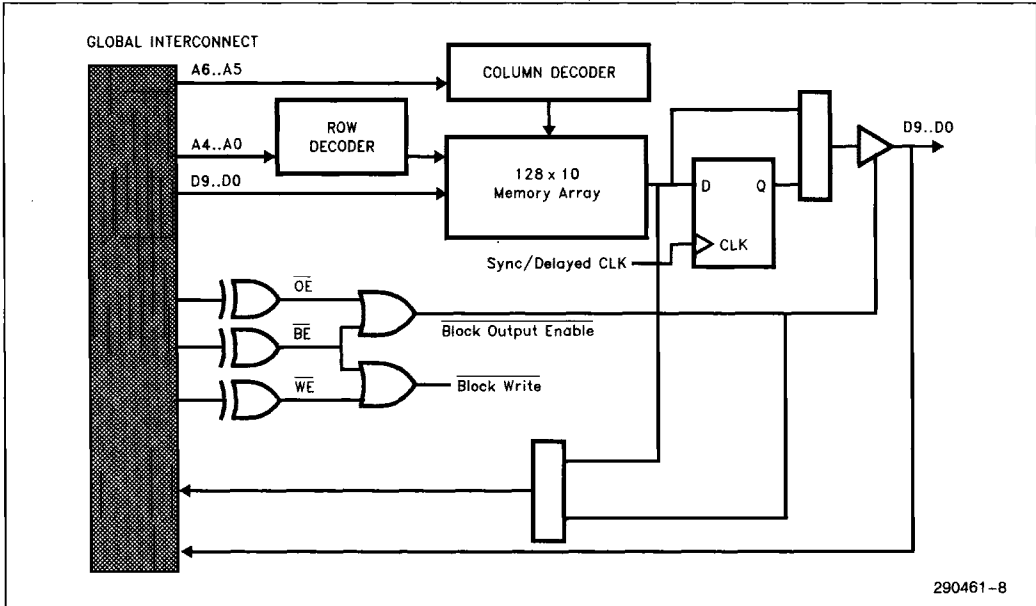 GLOBAL INTERCONNECT
A6..A5
COLUMN DECODER
A4..A0
ROW
DECODER
D9..D0
128 x 10
Memory Array
D
Q
CLK
Sync/Delayed CLK
D9..D0
OE
BE
WE
Block Output Enable
Block Write
290461-8